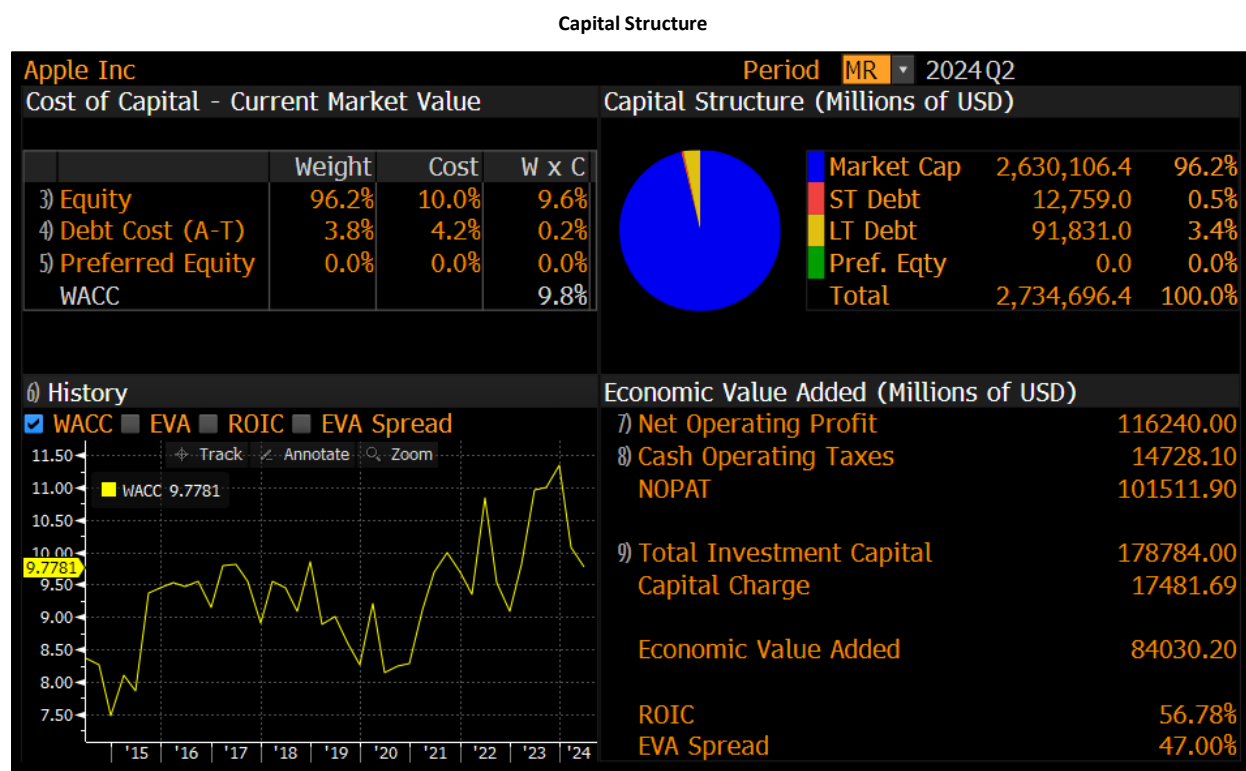 Capital Structure
Apple Inc Period MR 2024 Q2
Cost of Capital - Current Market Value
Weight Cost W x C
3) Equity 96.2% 10.0% 9.6%
4) Debt Cost (A-T) 3.8% 4.2% 0.2%
5) Preferred Equity 0.0% 0.0% 0.0%
WACC 9.8%
Capital Structure (Millions of USD)
Market Cap 2,630,106.4 96.2%
ST Debt 12,759.0 0.5%
LT Debt 91,831.0 3.4%
Pref. Eqty 0.0 0.0%
Total 2,734,696.4 100.0%
6) History
WACC EVA ROIC EVA Spread
Track Annotate Zoom
WACC 9.7781
11.50
11.00
10.50
10.00
9.7781
9.50
9.00
8.50
8.00
7.50
'15 '16 '17 '18 '19 '20 '21 '22 '23 '24
Economic Value Added (Millions of USD)
7) Net Operating Profit 116240.00
8) Cash Operating Taxes 14728.10
NOPAT 101511.90
9) Total Investment Capital 178784.00
Capital Charge 17481.69
Economic Value Added 84030.20
ROIC 56.78%
EVA Spread 47.00%